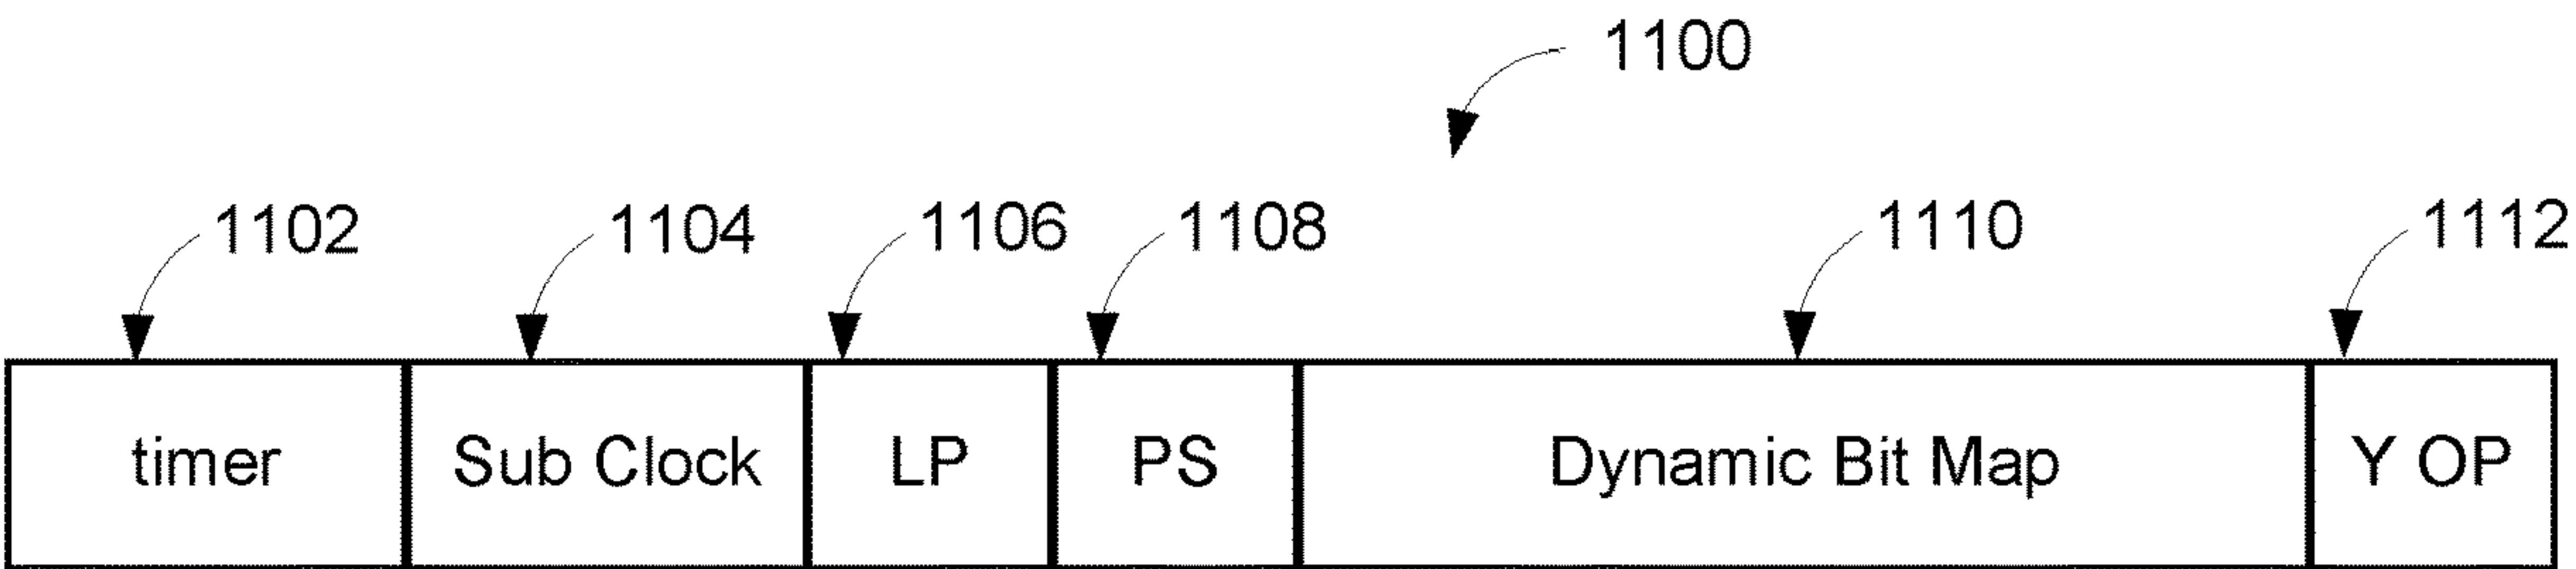 1100
1102 1104 1106 1108 1110 1112
timer Sub Clock LP PS Dynamic Bit Map Y OP